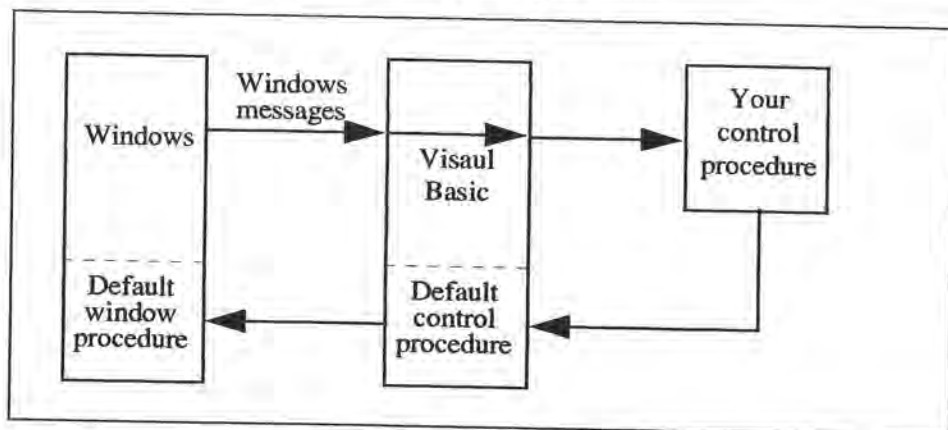 Windows
messages
Windows
Visaul
Basic
Your
control
procedure
Default
window
procedure
Default
control
procedure